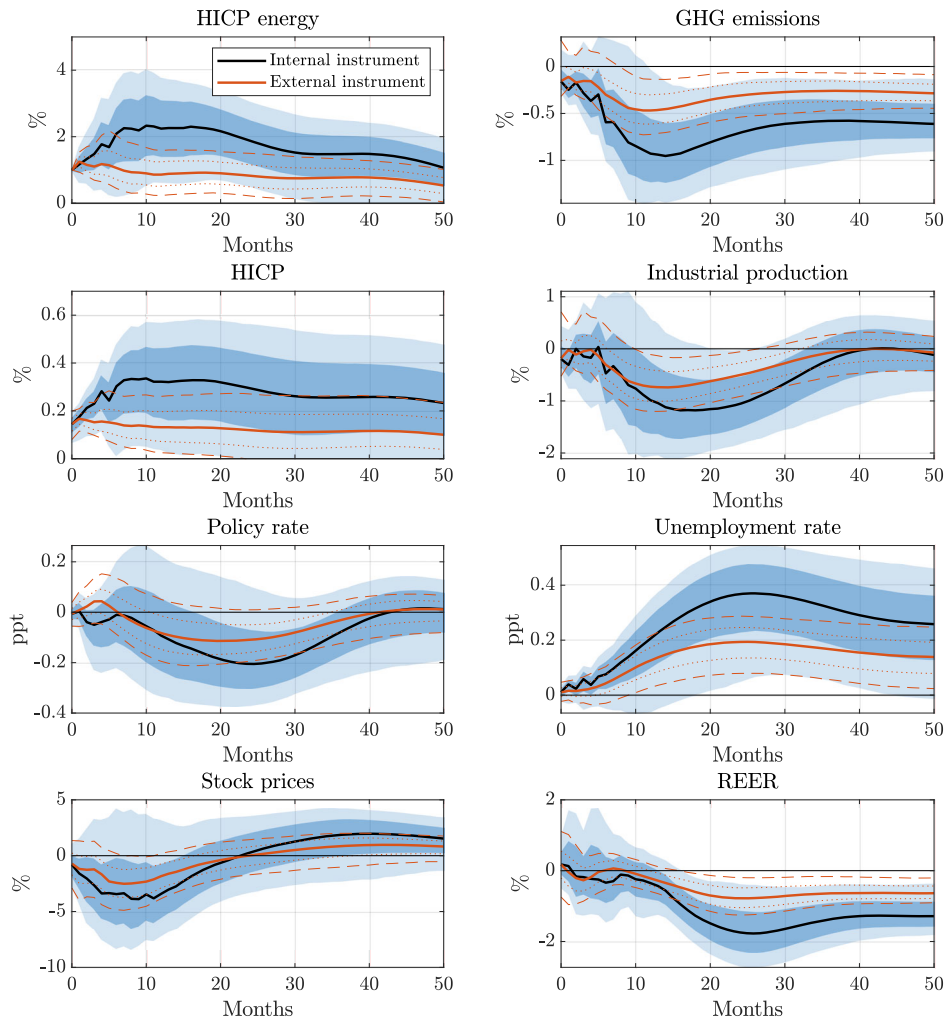 HICP energy
GHG emissions
Internal instrument
External instrument
%
4
2
0
0 10 20 30 40 50
Months
%
0
-0.5
-1
0 10 20 30 40 50
Months
HICP
Industrial production
%
0.6
0.4
0.2
0
0 10 20 30 40 50
Months
%
1
0
-1
-2
0 10 20 30 40 50
Months
Policy rate
Unemployment rate
ppt
0.2
0
-0.2
-0.4
0 10 20 30 40 50
Months
ppt
0.4
0.2
0
0 10 20 30 40 50
Months
Stock prices
REER
%
5
0
-5
-10
0 10 20 30 40 50
Months
%
2
0
-2
0 10 20 30 40 50
Months